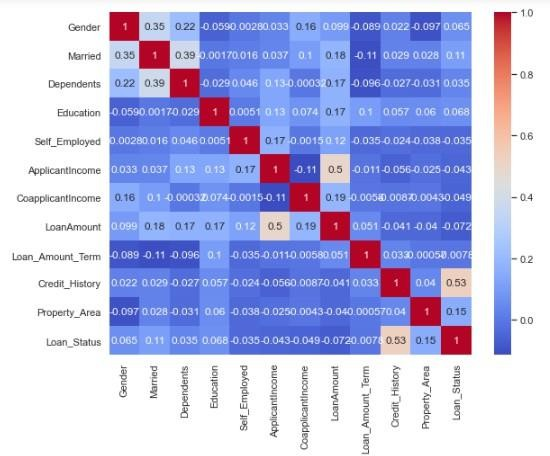 Gender 1 0.35 0.22 -0.059 0.0028 0.033 0.16 0.099 -0.089 0.022 -0.097 0.065
Married 0.35 1 0.39 -0.0017 0.016 0.037 0.1 0.18 -0.11 0.029 0.028 0.11
Dependents 0.22 0.39 1 -0.029 0.046 0.13 -0.00032 0.17 -0.096 -0.027 -0.031 0.035
Education -0.059 0.0017 -0.029 1 0.0051 0.13 0.074 0.17 0.1 0.057 0.06 0.068
Self_Employed 0.0028 0.016 0.046 0.0051 1 0.17 -0.0015 0.12 -0.035 -0.024 -0.038 -0.035
ApplicantIncome 0.033 0.037 0.13 0.13 0.17 1 -0.11 0.5 -0.011 -0.056 -0.025 -0.043
CoapplicantIncome 0.16 0.1 -0.00032 0.074 -0.0015 -0.11 1 0.19 -0.0058 0.0087 0.0043 -0.049
LoanAmount 0.099 0.18 0.17 0.17 0.12 0.5 0.19 1 0.051 -0.041 -0.04 -0.072
Loan_Amount_Term -0.089 -0.11 -0.096 0.1 -0.035 -0.011 -0.0058 0.051 1 0.033 0.0078
Credit_History 0.022 0.029 -0.027 0.057 -0.024 -0.056 0.0087 0.041 0.033 1 0.04 0.53
Property_Area -0.097 0.028 -0.031 0.06 -0.038 -0.025 0.0043 -0.04 0.04 1 0.15
Loan_Status 0.065 0.11 0.035 0.068 -0.035 -0.043 -0.049 -0.072 0.53 0.15 1
Gender
Married
Dependents
Education
Self_Employed
ApplicantIncome
CoapplicantIncome
LoanAmount
Loan_Amount_Term
Credit_History
Property_Area
Loan_Status
1.0
0.8
0.6
0.4
0.2
0.0